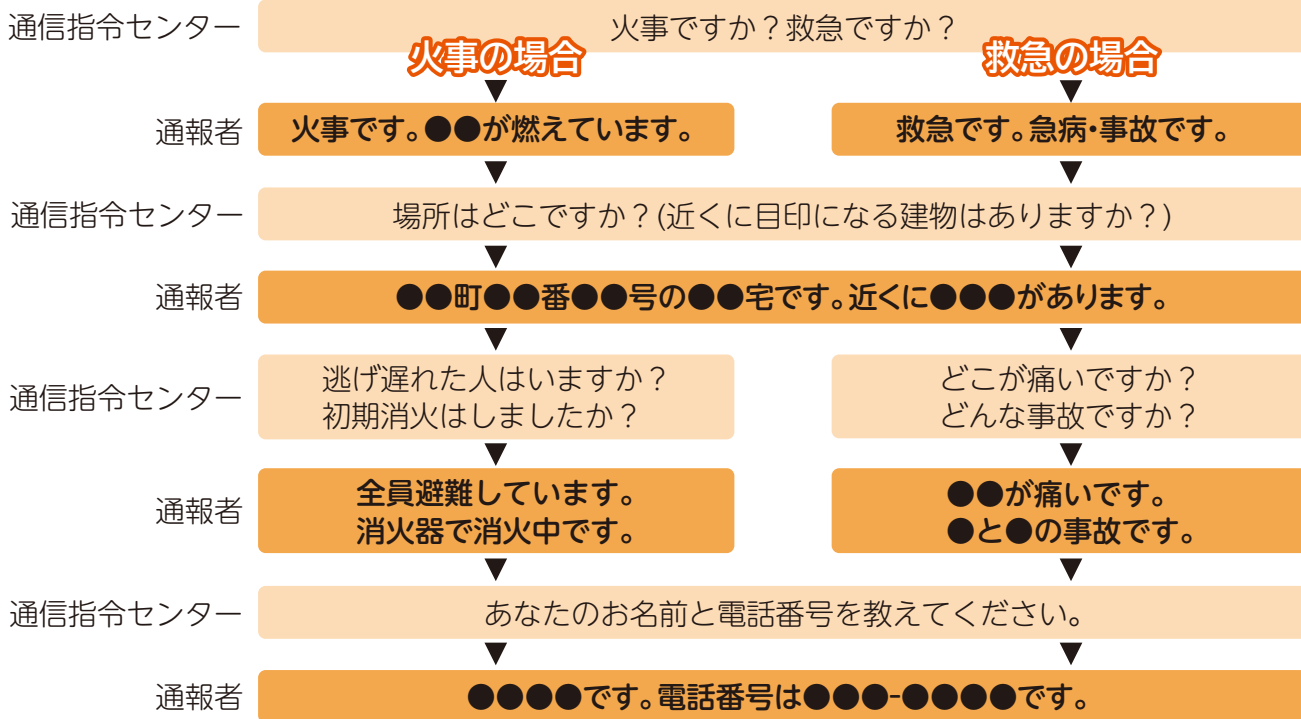 通信指令センター
火事ですか？救急ですか？
火事の場合
救急の場合
▼ ▼
通報者
火事です。●●が燃えています。
救急です。急病・事故です。
▼ ▼
通信指令センター
場所はどこですか？(近くに目印になる建物はありますか？)
▼ ▼
通報者
●●町●●番●●号の●●宅です。近くに●●●があります。
▼ ▼
通信指令センター
逃げ遅れた人はいますか？
初期消火はしましたか？
どこが痛いですか？
どんな事故ですか？
▼ ▼
通報者
全員避難しています。
消火器で消火中です。
●●が痛いです。
●と●の事故です。
▼ ▼
通信指令センター
あなたのお名前と電話番号を教えてください。
▼ ▼
通報者
●●●●です。電話番号は●●●-●●●●です。